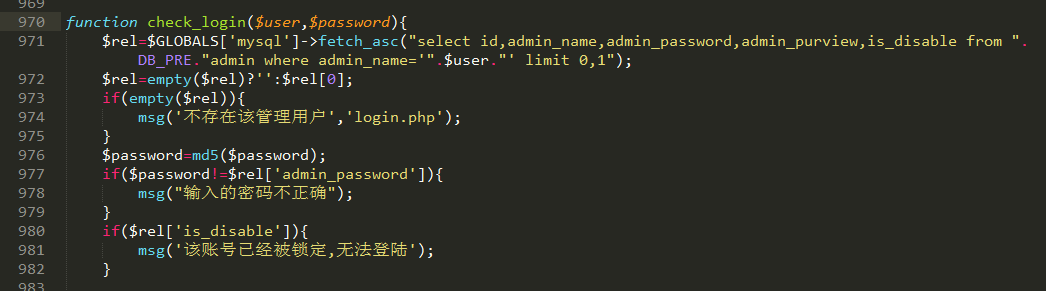 969
970 function check_login($user,$password){
971 $rel=$GLOBALS['mysql']->fetch_asc("select id,admin_name,admin_password,admin_purview,is_disable from ".
DB_PRE."admin where admin_name='".$user."' limit 0,1");
972 $rel=empty($rel)?'':$rel[0];
973 if(empty($rel)){
974 msg('不存在该管理用户','login.php');
975 }
976 $password=md5($password);
977 if($password!=$rel['admin_password']){
978 msg("输入的密码不正确");
979 }
980 if($rel['is_disable']){
981 msg('该账号已经被锁定,无法登陆');
982 }
983